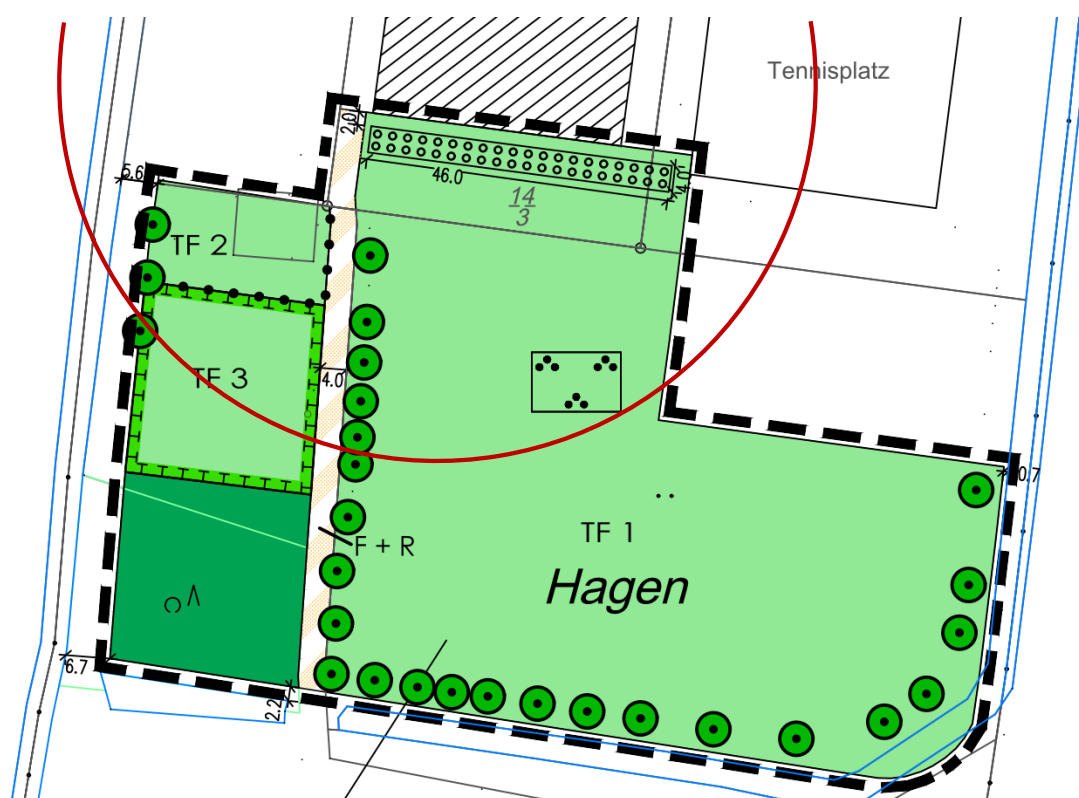 Tennisplatz
2.0
5.6
46.0
4.0
14
3
TF 2
TF 3
4.0
0.7
TF 1
F + R
Hagen
6.7
2.2